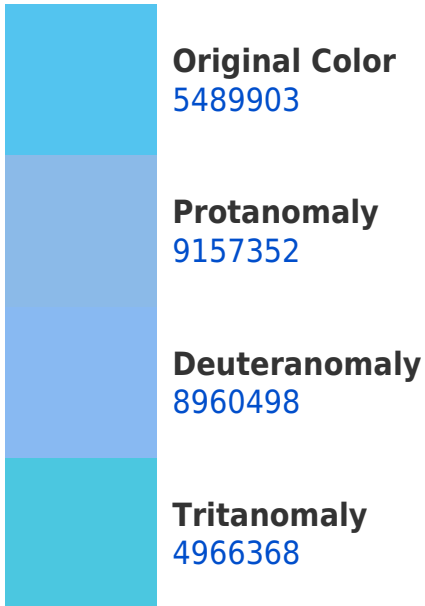 Original Color
5489903
Protanomaly
9157352
Deuteranomaly
8960498
Tritanomaly
4966368